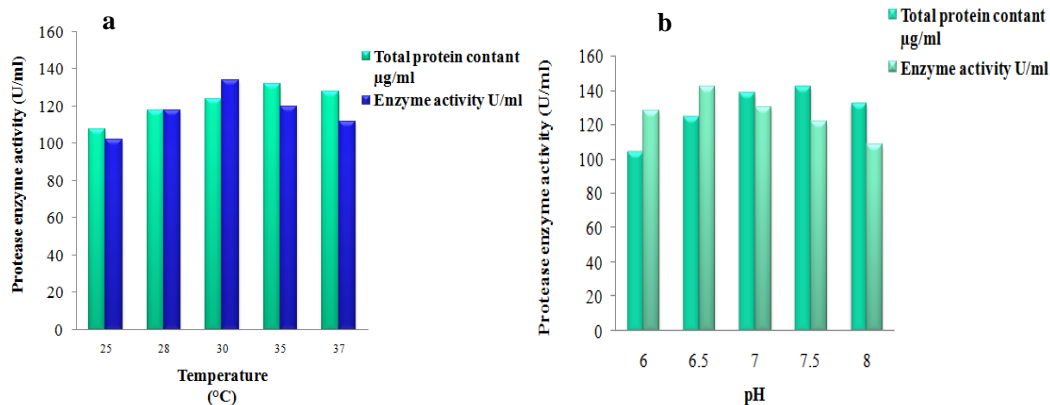 a
Total protein contant
µg/ml
Enzyme activity U/ml
Protease enzyme activity (U/ml)
160
140
120
100
80
60
40
20
0
25 28 30 35 37
Temperature
(°C)
b
Total protein contant
µg/ml
Enzyme activity U/ml
Protease enzyme activity (U/ml)
160
140
120
100
80
60
40
20
0
6 6.5 7 7.5 8
pH